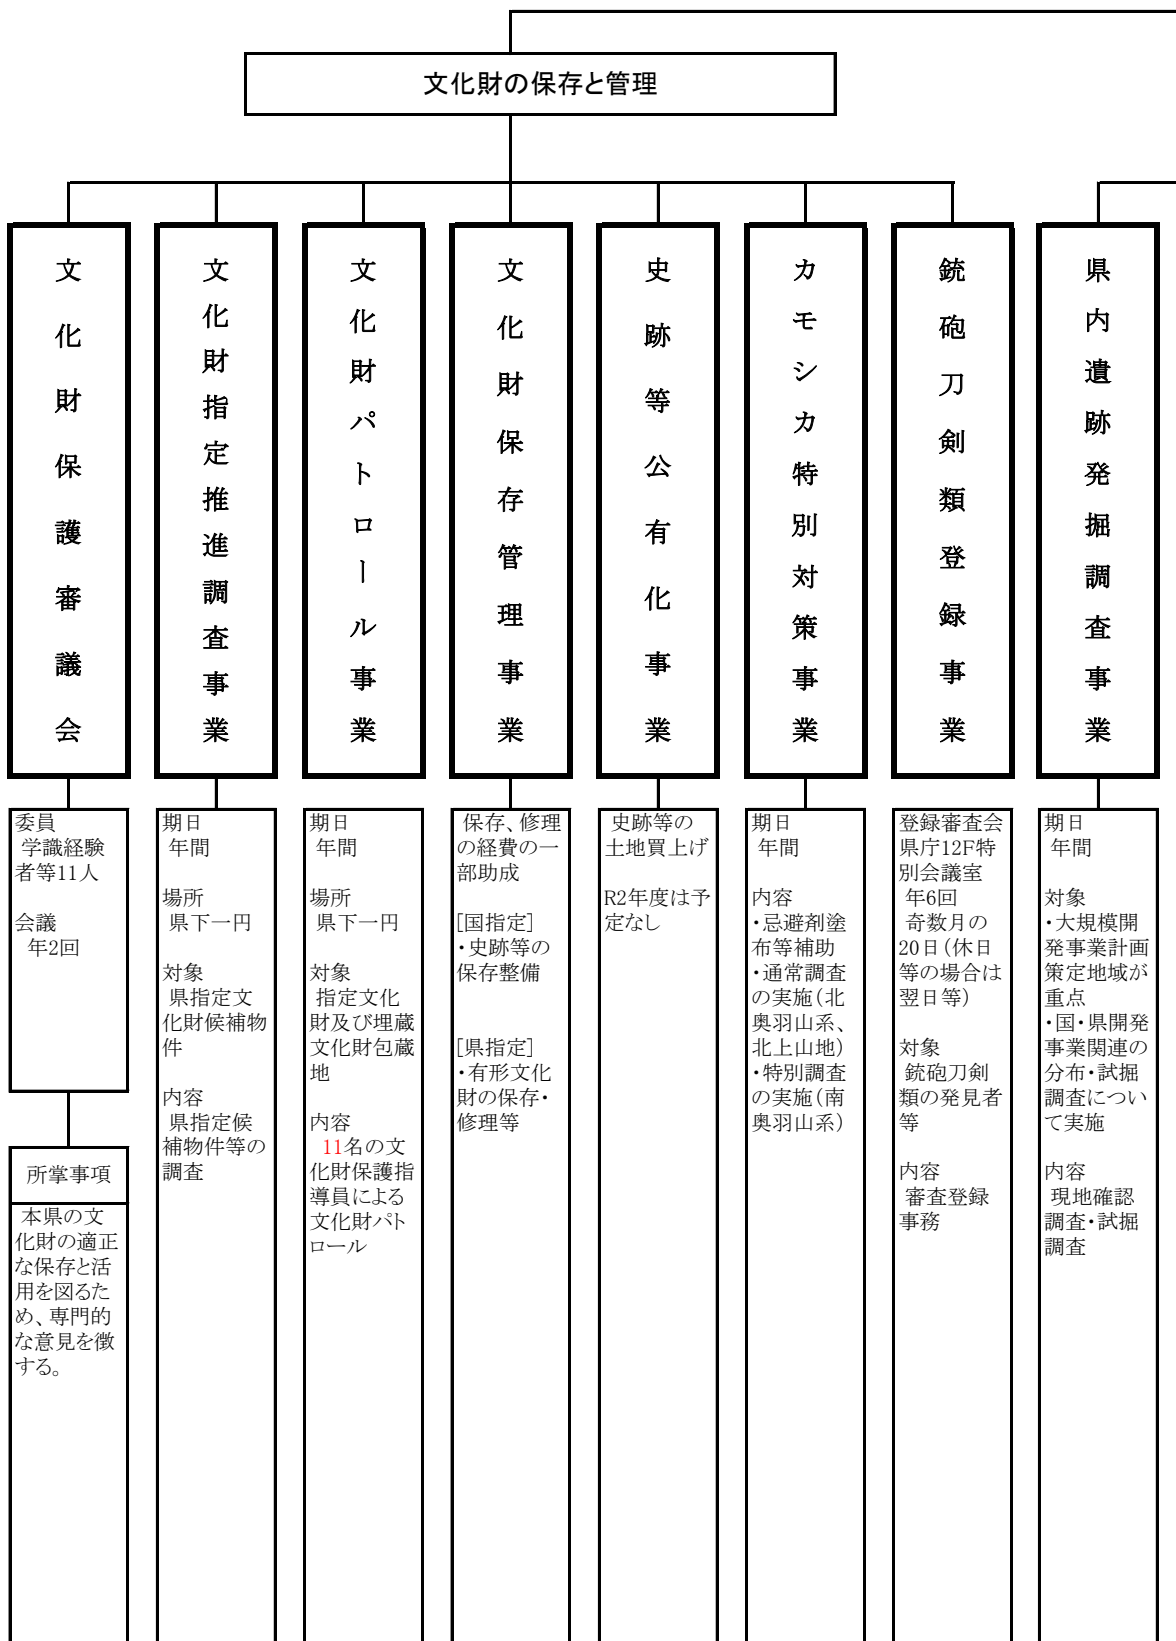 文化財の保存と管理
文化財保護審議会
委員
学識経験
者等11人
会議
年2回
所掌事項
本県の文
化財の適正
な保存と活
用を図るた
め、専門的
な意見を徴
する。
文化財指定推進調査事業
期日
年間
場所
県下一円
対象
県指定文
化財候補物
件
内容
県指定候
補物件等の
調査
文化財パトロール事業
期日
年間
場所
県下一円
対象
指定文化
財及び埋蔵
文化財包蔵
地
内容
11名の文
化財保護指
導員による
文化財パト
ロール
文化財保存管理事業
保存、修理
の経費の一
部助成
[国指定]
・史跡等の
保存整備
[県指定]
・有形文化
財の保存・
修理等
史跡等公有化事業
史跡等の
土地買上げ
R2年度は予
定なし
カモシカ特別対策事業
期日
年間
内容
・忌避剤塗
布等補助
・通常調査
の実施(北
奥羽山系、
北上山地)
・特別調査
の実施(南
奥羽山系)
銃砲刀剣類登録事業
登録審査会
県庁12F特
別会議室
年6回
奇数月の
20日(休日
等の場合は
翌日等)
対象
銃砲刀剣
類の発見者
等
内容
審査登録
事務
県内遺跡発掘調査事業
期日
年間
対象
・大規模開
発事業計画
策定地域が
重点
・国・県開発
事業関連の
分布・試掘
調査につい
て実施
内容
現地確認
調査・試掘
調査